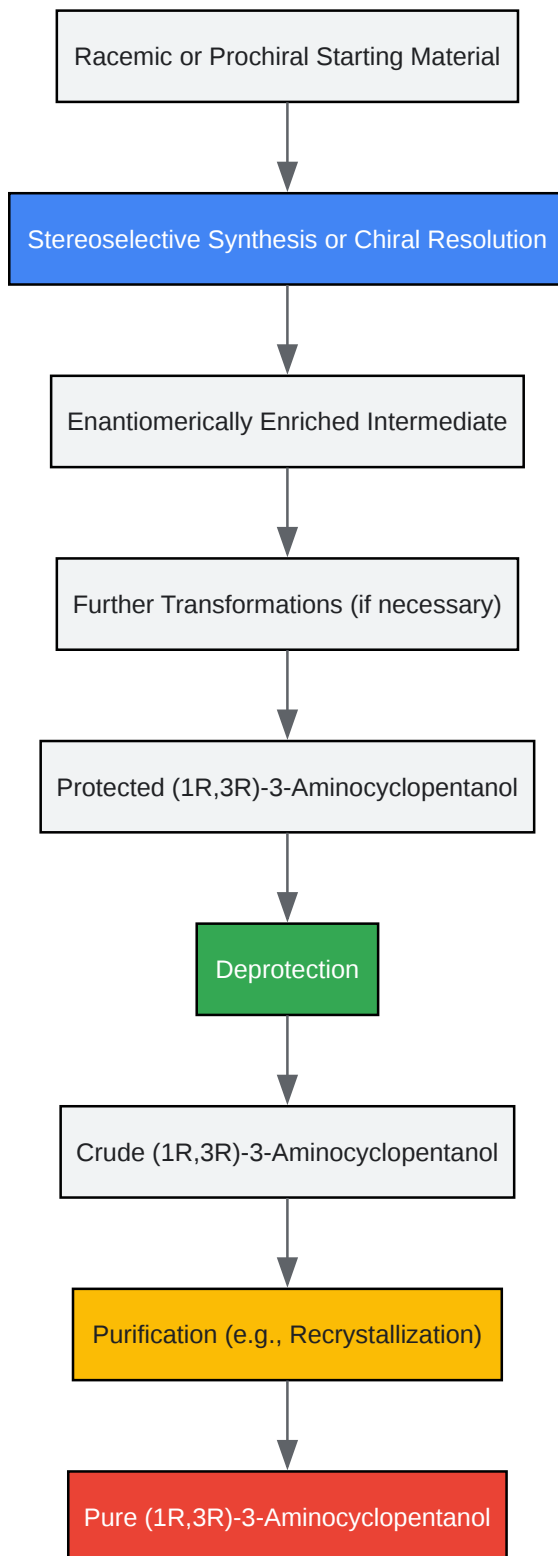 Racemic or Prochiral Starting Material
Stereoselective Synthesis or Chiral Resolution
Enantiomerically Enriched Intermediate
Further Transformations (if necessary)
Protected (1R,3R)-3-Aminocyclopentanol
Deprotection
Crude (1R,3R)-3-Aminocyclopentanol
Purification (e.g., Recrystallization)
Pure (1R,3R)-3-Aminocyclopentanol